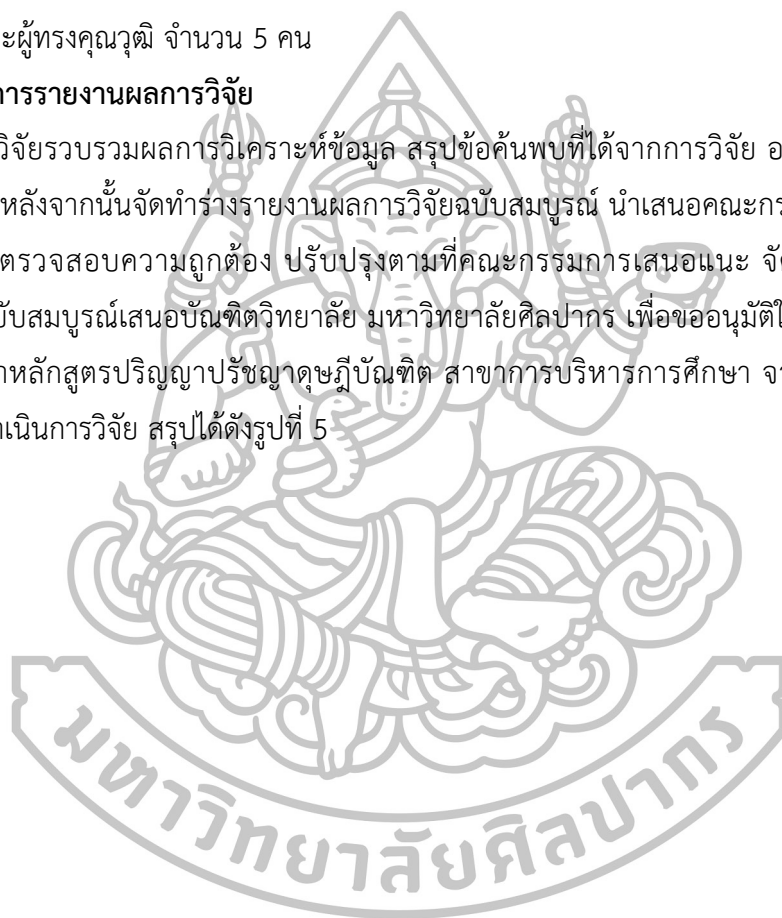 ะผู้ทรงคุณวุฒิ จำนวน 5 คน
การรายงานผลการวิจัย
วิจัยรวบรวมผลการวิเคราะห์ข้อมูล สรุปข้อค้นพบที่ได้จากการวิจัย อ
หลังจากนั้นจัดทำร่างรายงานผลการวิจัยฉบับสมบูรณ์ นำเสนอคณะกร
ตรวจสอบความถูกต้อง ปรับปรุงตามที่คณะกรรมการเสนอแนะ จัด
บับสมบูรณ์เสนอบัณฑิตวิทยาลัย มหาวิทยาลัยศิลปากร เพื่อขออนุมัติใ
าหลักสูตรปริญญาปรัชญาดุษฎีบัณฑิต สาขาการบริหารการศึกษา จา
าเนินการวิจัย สรุปได้ดังรูปที่ 5
มหาวิทยาลัยศิลปากร